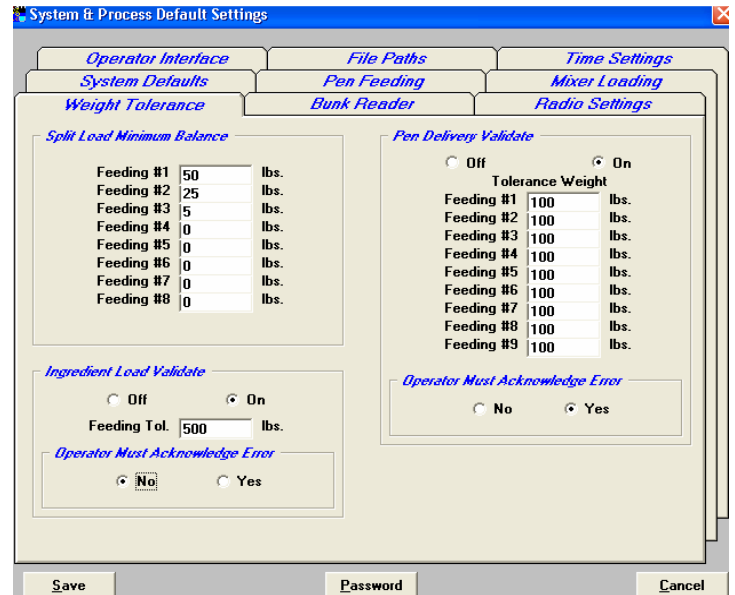 System & Process Default Settings
Operator Interface
File Paths
Time Settings
System Defaults
Pen Feeding
Mixer Loading
Weight Tolerance
Bunk Reader
Radio Settings
Split Load Minimum Balance
Feeding #1 50 lbs.
Feeding #2 25 lbs.
Feeding #3 5 lbs.
Feeding #4 0 lbs.
Feeding #5 0 lbs.
Feeding #6 0 lbs.
Feeding #7 0 lbs.
Feeding #8 0 lbs.
Ingredient Load Validate
Off On
Feeding Tol. 500 lbs.
Operator Must Acknowledge Error
No Yes
Pen Delivery Validate
Off On
Tolerance Weight
Feeding #1 100 lbs.
Feeding #2 100 lbs.
Feeding #3 100 lbs.
Feeding #4 100 lbs.
Feeding #5 100 lbs.
Feeding #6 100 lbs.
Feeding #7 100 lbs.
Feeding #8 100 lbs.
Feeding #9 100 lbs.
Operator Must Acknowledge Error
No Yes
Save
Password
Cancel